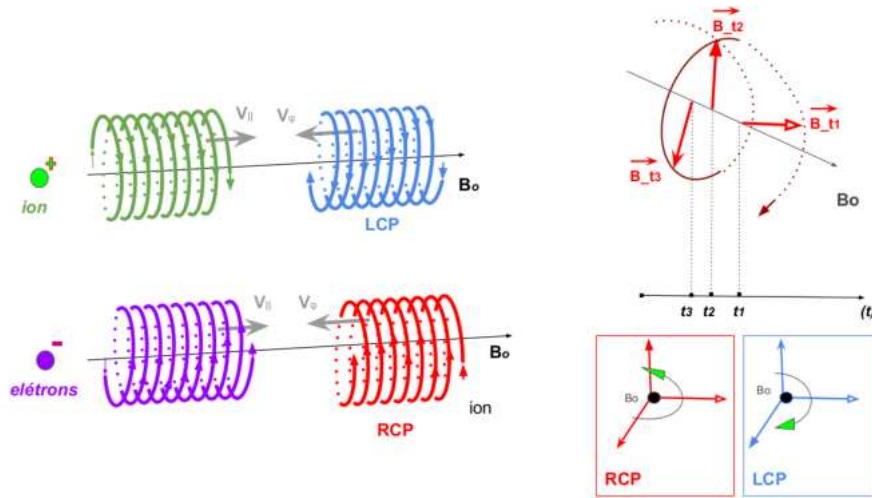 V||
Vφ
+
ion
LCP
Bo
V||
Vφ
-
elétrons
Bo
ion
RCP
B_t2
B_t1
B_t3
Bo
t3 t2 t1
Bo
RCP
Bo
LCP